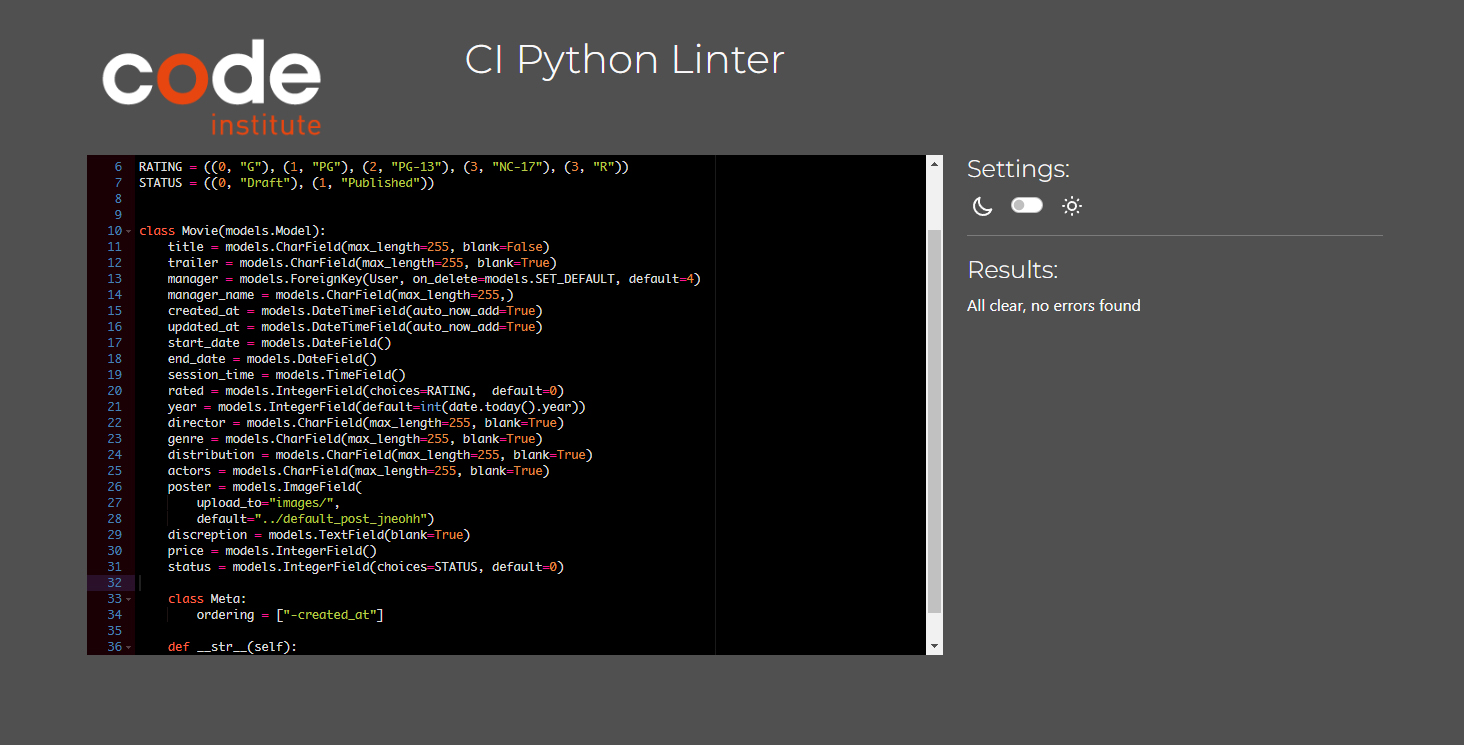 code
institute
CI Python Linter
6 RATING = ((0, "G"), (1, "PG"), (2, "PG-13"), (3, "NC-17"), (3, "R"))
7 STATUS = ((0, "Draft"), (1, "Published"))
8
9
10 class Movie(models.Model):
11 title = models.CharField(max_length=255, blank=False)
12 trailer = models.CharField(max_length=255, blank=True)
13 manager = models.ForeignKey(User, on_delete=models.SET_DEFAULT, default=4)
14 manager_name = models.CharField(max_length=255,)
15 created_at = models.DateTimeField(auto_now_add=True)
16 updated_at = models.DateTimeField(auto_now_add=True)
17 start_date = models.DateField()
18 end_date = models.DateField()
19 session_time = models.TimeField()
20 rated = models.IntegerField(choices=RATING,  default=0)
21 year = models.IntegerField(default=int(date.today().year))
22 director = models.CharField(max_length=255, blank=True)
23 genre = models.CharField(max_length=255, blank=True)
24 distribution = models.CharField(max_length=255, blank=True)
25 actors = models.CharField(max_length=255, blank=True)
26 poster = models.ImageField(
27 upload_to="images/",
28 default="../default_post_jneohh")
29 discreption = models.TextField(blank=True)
30 price = models.IntegerField()
31 status = models.IntegerField(choices=STATUS, default=0)
32
33 class Meta:
34 ordering = ["-created_at"]
35
36 def __str__(self):
Settings:
Results:
All clear, no errors found